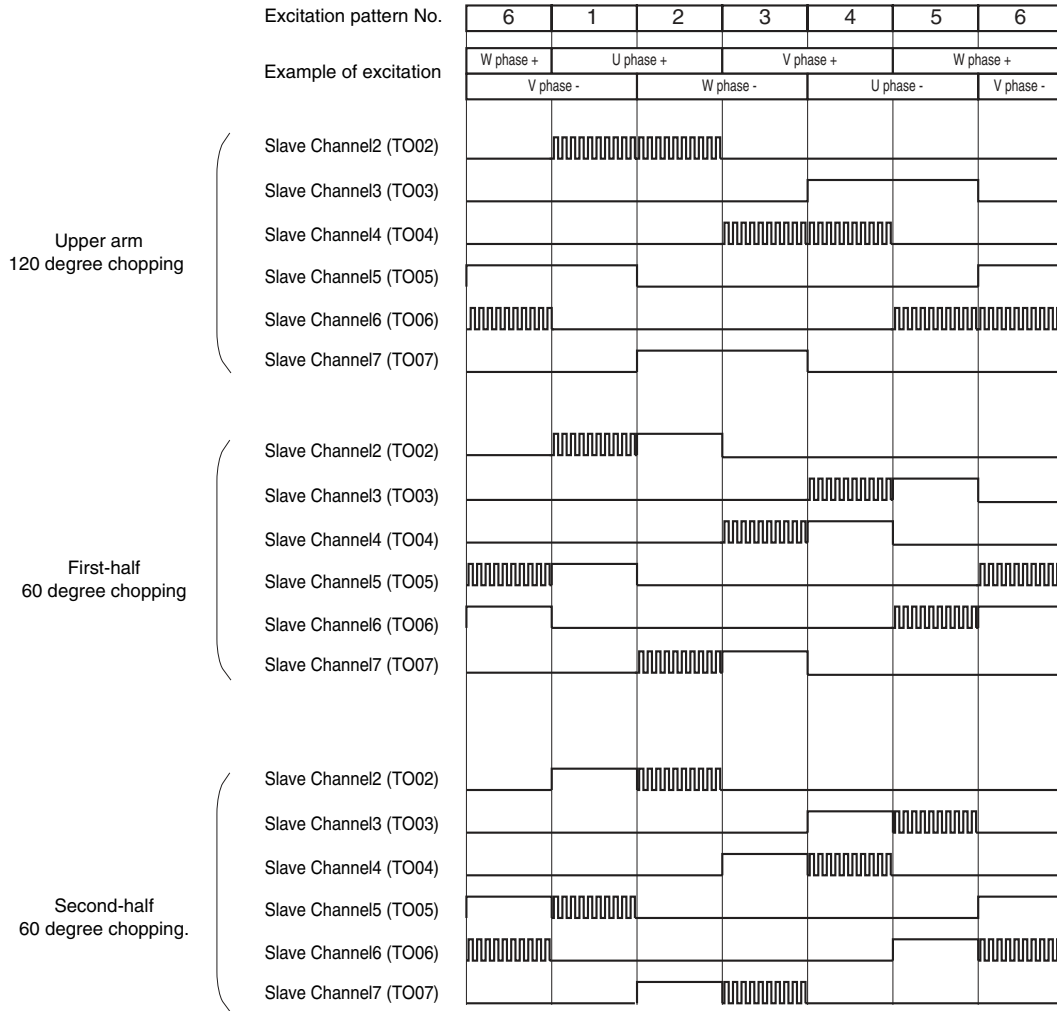 Excitation pattern No. 6 1 2 3 4 5 6
Example of excitation
W phase + U phase + V phase + W phase +
V phase - W phase - U phase - V phase -
Upper arm
120 degree chopping
Slave Channel2 (TO02)
Slave Channel3 (TO03)
Slave Channel4 (TO04)
Slave Channel5 (TO05)
Slave Channel6 (TO06)
Slave Channel7 (TO07)
First-half
60 degree chopping
Slave Channel2 (TO02)
Slave Channel3 (TO03)
Slave Channel4 (TO04)
Slave Channel5 (TO05)
Slave Channel6 (TO06)
Slave Channel7 (TO07)
Second-half
60 degree chopping.
Slave Channel2 (TO02)
Slave Channel3 (TO03)
Slave Channel4 (TO04)
Slave Channel5 (TO05)
Slave Channel6 (TO06)
Slave Channel7 (TO07)